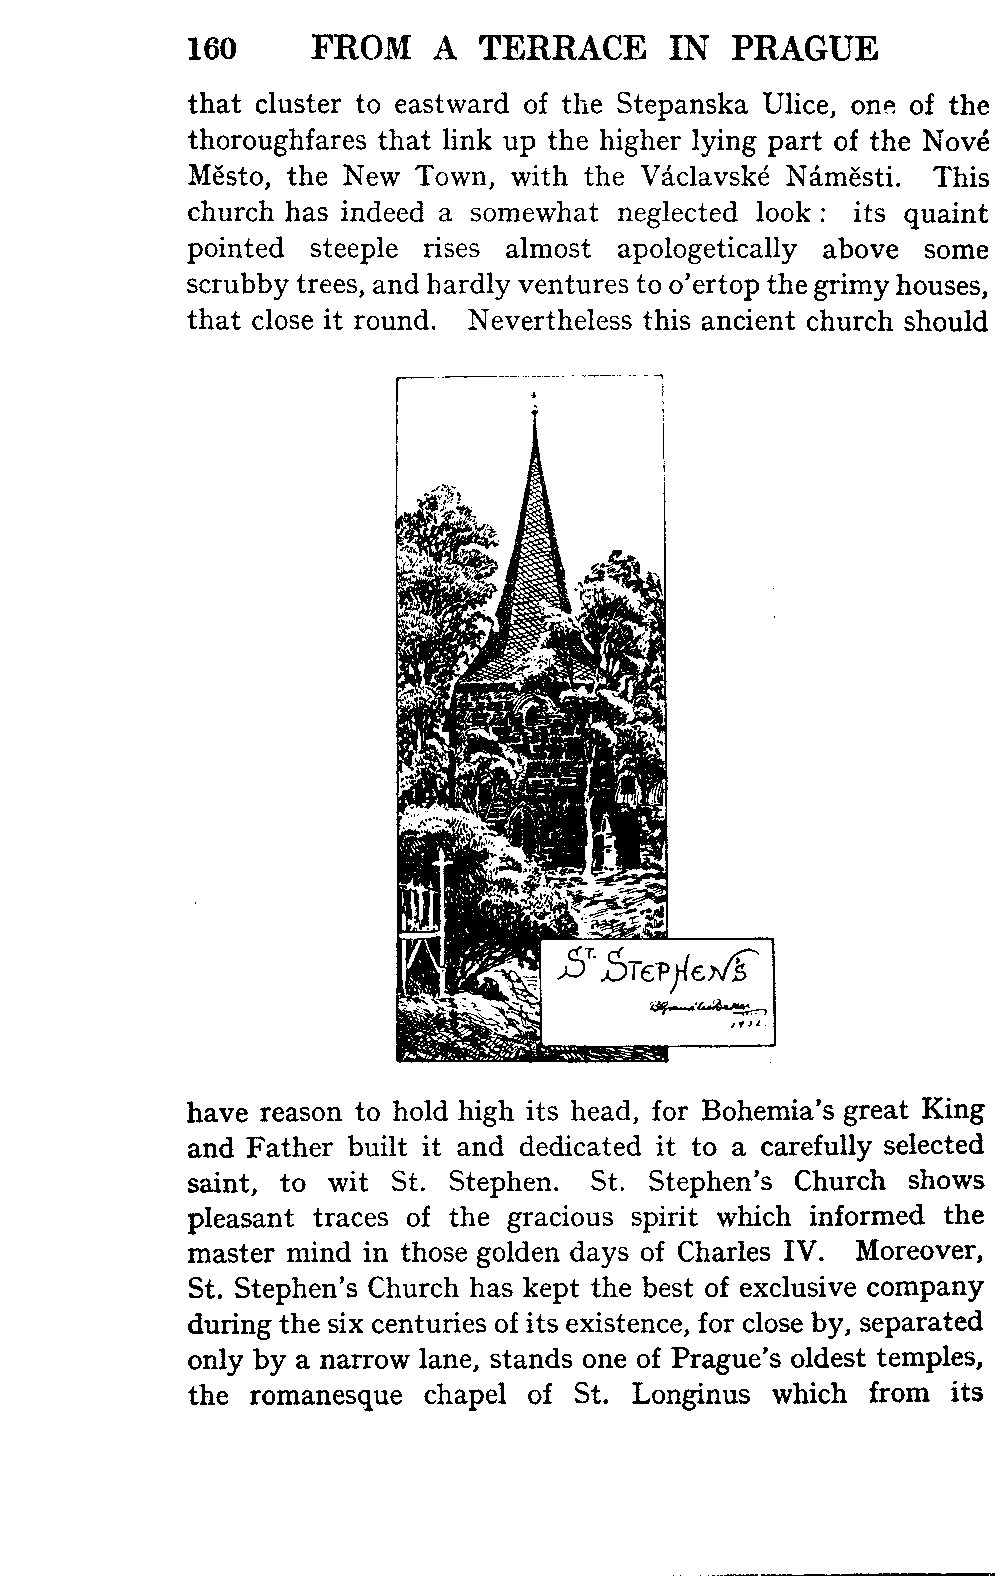 160 FROM A TERRACE IN PRAGUE
that cluster to eastward of the Stepanska Ulice, one of the
thoroughfares that link up the higher lying part of the Nové
Město, the New Town, with the Václavské Náměsti. This
church has indeed a somewhat neglected look : its quaint
pointed steeple rises almost apologetically above some
scrubby trees, and hardly ventures to o'ertop the grimy houses,
that close it round. Nevertheless this ancient church should
ST. STEPHEN'S
have reason to hold high its head, for Bohemia's great King
and Father built it and dedicated it to a carefully selected
saint, to wit St. Stephen. St. Stephen's Church shows
pleasant traces of the gracious spirit which informed the
master mind in those golden days of Charles IV. Moreover,
St. Stephen's Church has kept the best of exclusive company
during the six centuries of its existence, for close by, separated
only by a narrow lane, stands one of Prague's oldest temples,
the romanesque chapel of St. Longinus which from its